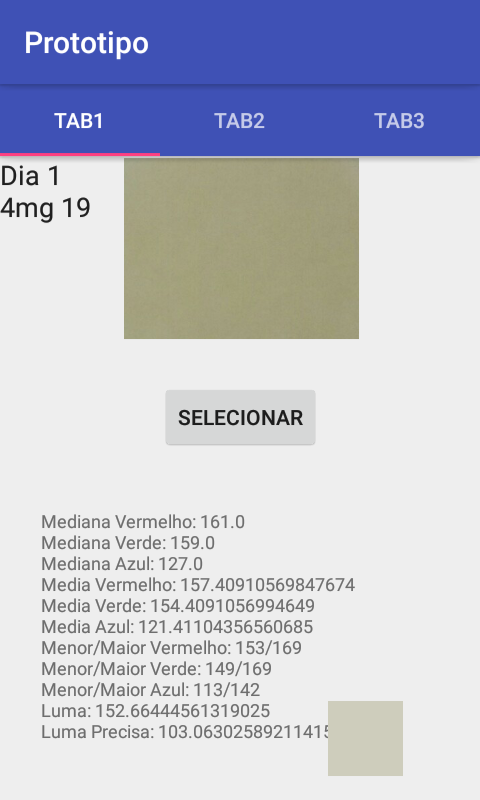 Prototipo
TAB1 TAB2 TAB3
Dia 1
4mg 19
SELECIONAR
Mediana Vermelho: 161.0
Mediana Verde: 159.0
Mediana Azul: 127.0
Media Vermelho: 157.40910569847674
Media Verde: 154.4091056994649
Media Azul: 121.41104356560685
Menor/Maior Vermelho: 153/169
Menor/Maior Verde: 149/169
Menor/Maior Azul: 113/142
Luma: 152.66444561319025
Luma Precisa: 103.06302589211415